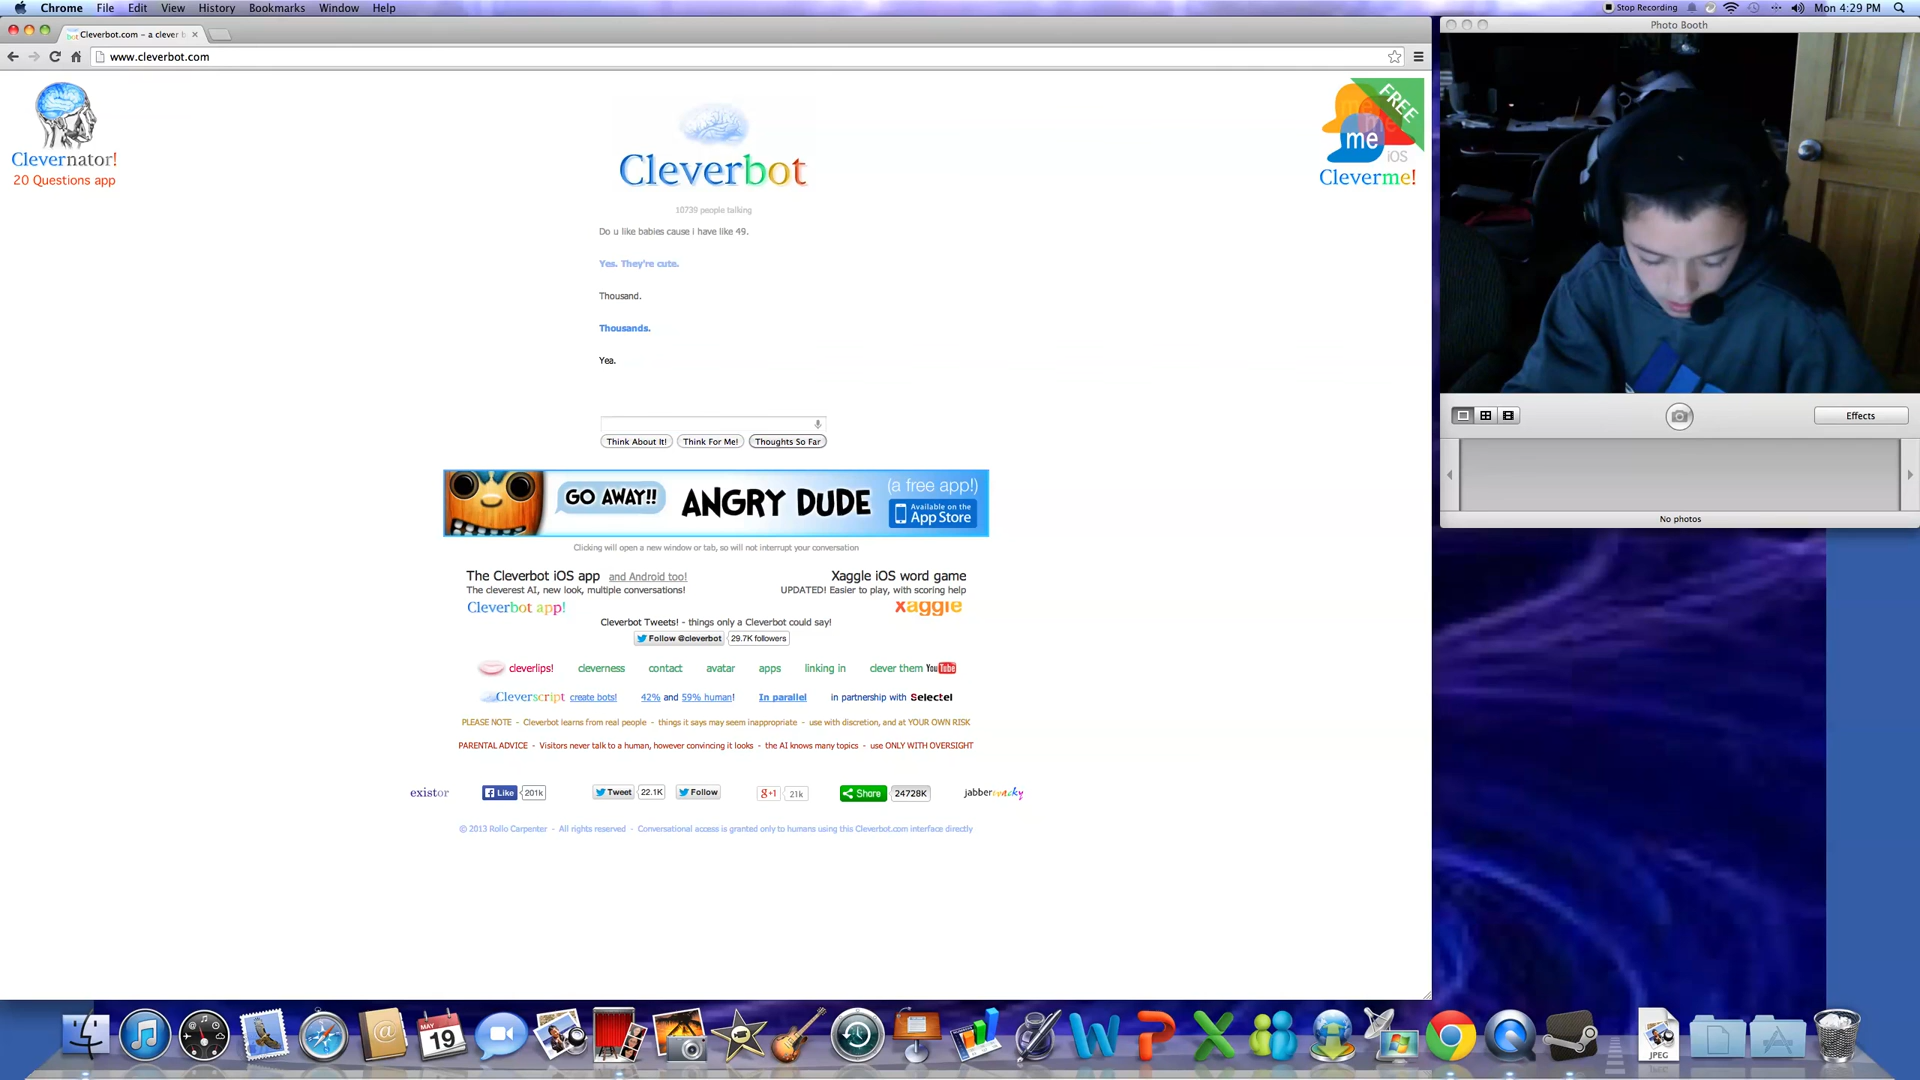 Chrome File Edit View History Bookmarks Window Help
Stop Recording Mon 4:29 PM
Cleverbot.com – a clever b
www.cleverbot.com
Photo Booth
Clevernator!
20 Questions app
Cleverbot
FREE
me
iOS
Cleverme!
10739 people talking
Do u like babies cause i have like 49.
Yes. They're cute.
Thousand.
Thousands.
Yea.
Think About It! Think For Me! Thoughts So Far
GO AWAY!! ANGRY DUDE (a free app!)
Available on the App Store
Clicking will open a new window or tab, so will not interrupt your conversation
The Cleverbot iOS app and Android too! Xaggle iOS word game
The cleverest AI, new look, multiple conversations! UPDATED! Easier to play, with scoring help
Cleverbot app! xaggle
Cleverbot Tweets! - things only a Cleverbot could say!
Follow @cleverbot 29.7K followers
cleverlips! cleverness contact avatar apps linking in clever them YouTube
Cleverscript create bots! 42% and 59% human! In parallel in partnership with Selectel
PLEASE NOTE - Cleverbot learns from real people - things it says may seem inappropriate - use with discretion, and at YOUR OWN RISK
PARENTAL ADVICE - Visitors never talk to a human, however convincing it looks - the AI knows many topics - use ONLY WITH OVERSIGHT
existor Like 201k Tweet 22.1K Follow g+1 21k Share 24728K jabberwacky
© 2013 Rollo Carpenter - All rights reserved - Conversational access is granted only to humans using this Cleverbot.com interface directly
Effects
No photos
MAY
19
JPEG